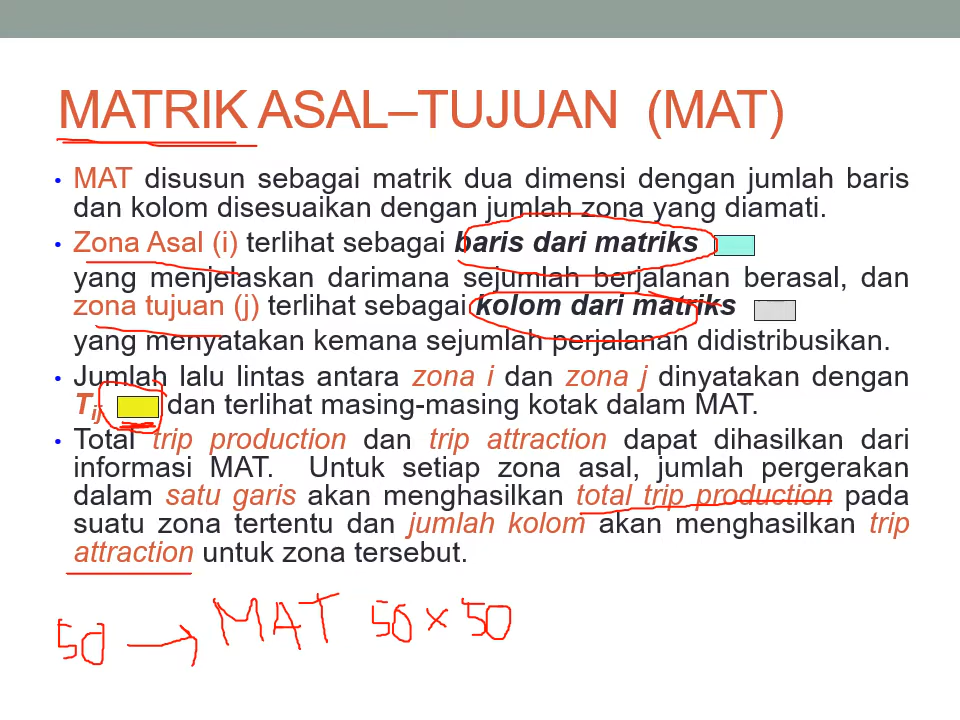 MATRIK ASAL–TUJUAN (MAT)
• MAT disusun sebagai matrik dua dimensi dengan jumlah baris
dan kolom disesuaikan dengan jumlah zona yang diamati.
• Zona Asal (i) terlihat sebagai baris dari matriks
yang menjelaskan darimana sejumlah berjalanan berasal, dan
zona tujuan (j) terlihat sebagai kolom dari matriks
yang menyatakan kemana sejumlah perjalanan didistribusikan.
• Jumlah lalu lintas antara zona i dan zona j dinyatakan dengan
Tij dan terlihat masing-masing kotak dalam MAT.
• Total trip production dan trip attraction dapat dihasilkan dari
informasi MAT. Untuk setiap zona asal, jumlah pergerakan
dalam satu garis akan menghasilkan total trip production pada
suatu zona tertentu dan jumlah kolom akan menghasilkan trip
attraction untuk zona tersebut.
50 → MAT 50 × 50